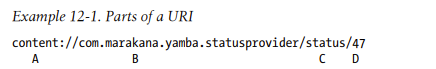 Example 12-1. Parts of a URI
content://com.marakana.yamba.statusprovider/status/47
A B C D